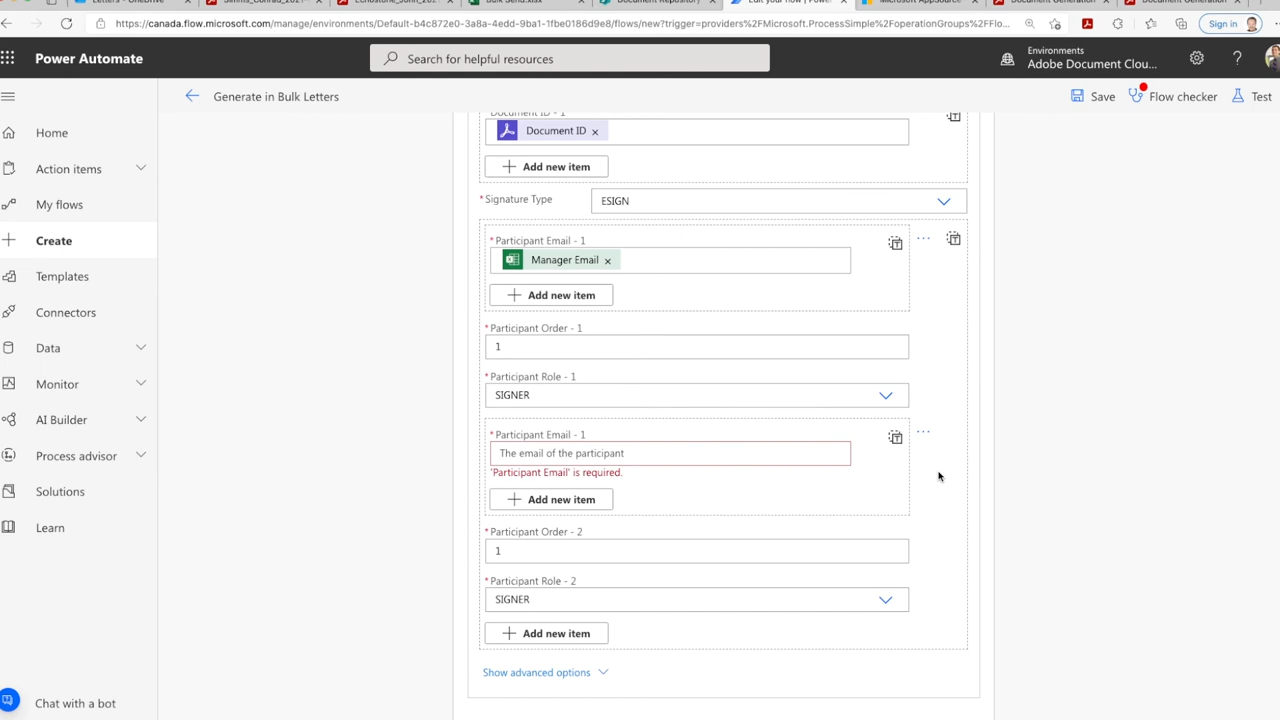 https://canada.flow.microsoft.com/manage/environments/Default-b4c872e0-3a8a-4edd-9ba1-1fbe0186d9e8/flows/new?trigger=providers%2FMicrosoft.ProcessSimple%2FoperationGroups%2FFlo...
Sign in
Power Automate
Search for helpful resources
Environments
Adobe Document Clou...
Generate in Bulk Letters
Save
Flow checker
Test
Home
Action items
My flows
Create
Templates
Connectors
Data
Monitor
AI Builder
Process advisor
Solutions
Learn
Chat with a bot
Document ID - 1
Document ID ×
Add new item
* Signature Type
ESIGN
* Participant Email - 1
Manager Email ×
Add new item
* Participant Order - 1
1
* Participant Role - 1
SIGNER
* Participant Email - 1
The email of the participant
'Participant Email' is required.
Add new item
* Participant Order - 2
1
* Participant Role - 2
SIGNER
Add new item
Show advanced options